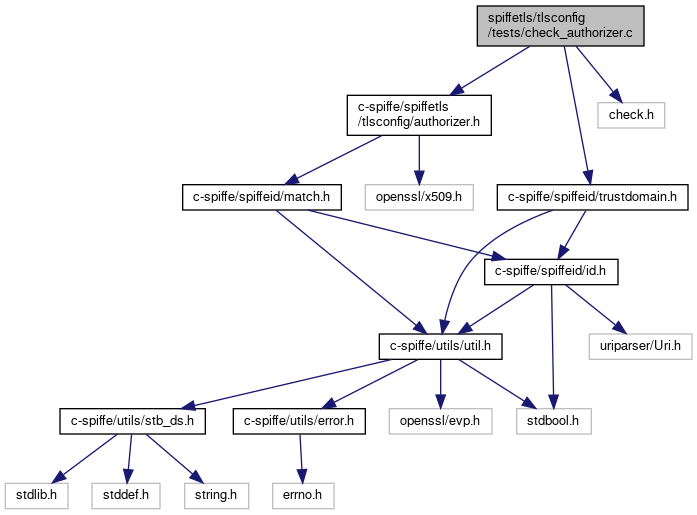 spiffetls/tlsconfig
/tests/check_authorizer.c
c-spiffe/spiffetls
/tlsconfig/authorizer.h
check.h
c-spiffe/spiffeid/match.h
openssl/x509.h
c-spiffe/spiffeid/trustdomain.h
c-spiffe/spiffeid/id.h
c-spiffe/utils/util.h
uriparser/Uri.h
c-spiffe/utils/stb_ds.h
c-spiffe/utils/error.h
openssl/evp.h
stdbool.h
stdlib.h
stddef.h
string.h
errno.h